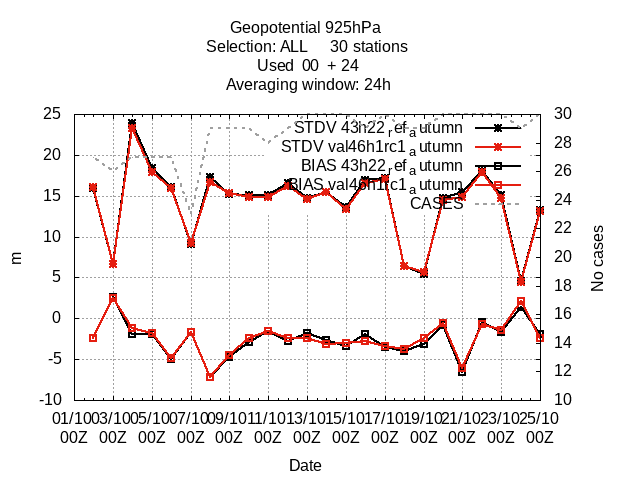 Geopotential 925hPa
Selection: ALL 30 stations
Used 00 + 24
Averaging window: 24h
STDV 43h22_ref_autumn
STDV val46h1rc1_autumn
BIAS 43h22_ref_autumn
BIAS val46h1rc1_autumn
CASES
25
20
15
10
5
0
-5
-10
m
30
28
26
24
22
20
18
16
14
12
10
No cases
01/10 03/10 05/10 07/10 09/10 11/10 13/10 15/10 17/10 19/10 21/10 23/10 25/10
00Z 00Z 00Z 00Z 00Z 00Z 00Z 00Z 00Z 00Z 00Z 00Z 00Z
Date